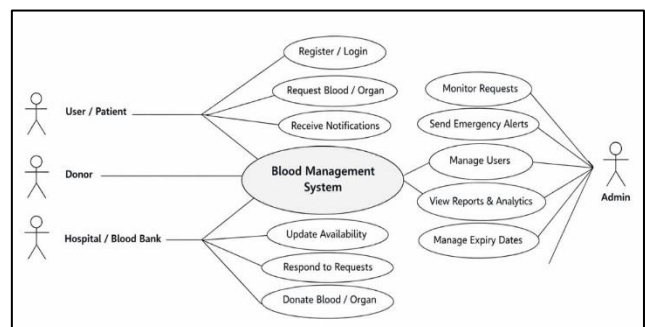 Register / Login
User / Patient
Request Blood / Organ
Receive Notifications
Donor
Blood Management
System
Hospital / Blood Bank
Update Availability
Respond to Requests
Donate Blood / Organ
Monitor Requests
Send Emergency Alerts
Manage Users
View Reports & Analytics
Manage Expiry Dates
Admin